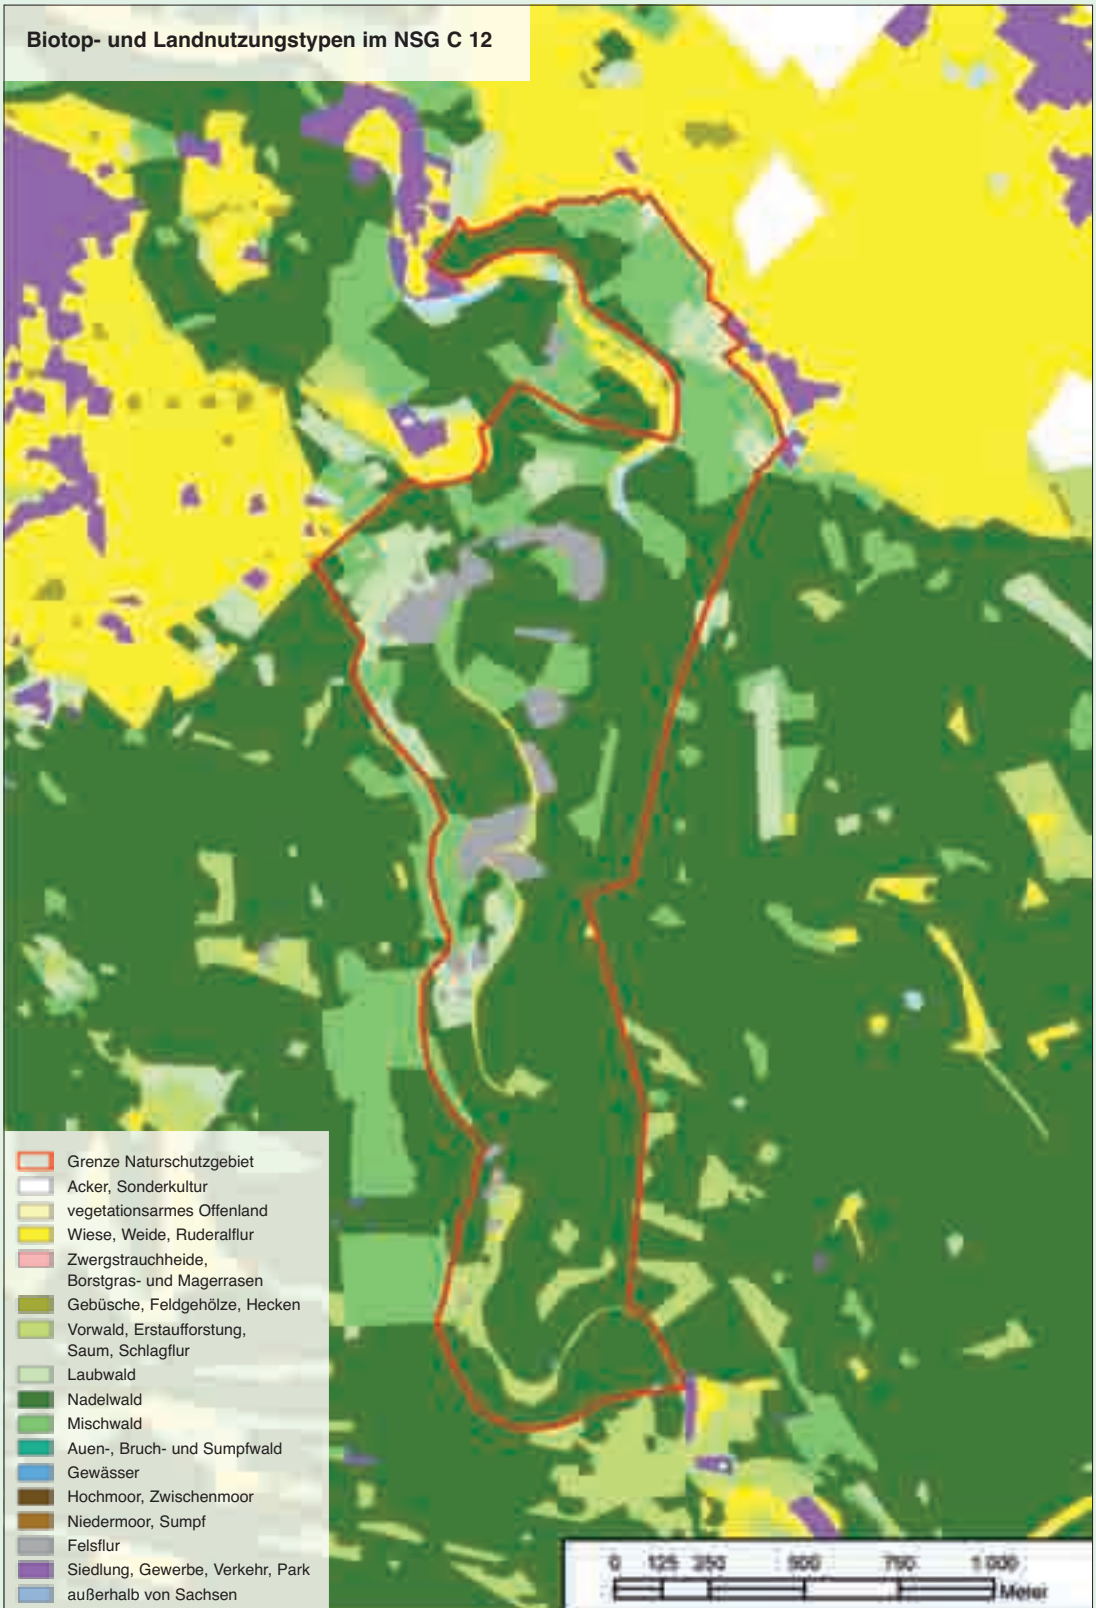 Biotop- und Landnutzungstypen im NSG C 12
Grenze Naturschutzgebiet
Acker, Sonderkultur
vegetationsarmes Offenland
Wiese, Weide, Ruderalflur
Zwergstrauchheide,
Borstgras- und Magerrasen
Gebüsche, Feldgehölze, Hecken
Vorwald, Erstaufforstung,
Saum, Schlagflur
Laubwald
Nadelwald
Mischwald
Auen-, Bruch- und Sumpfwald
Gewässer
Hochmoor, Zwischenmoor
Niedermoor, Sumpf
Felsflur
Siedlung, Gewerbe, Verkehr, Park
außerhalb von Sachsen
0 125 250 500 750 1 000
Meter